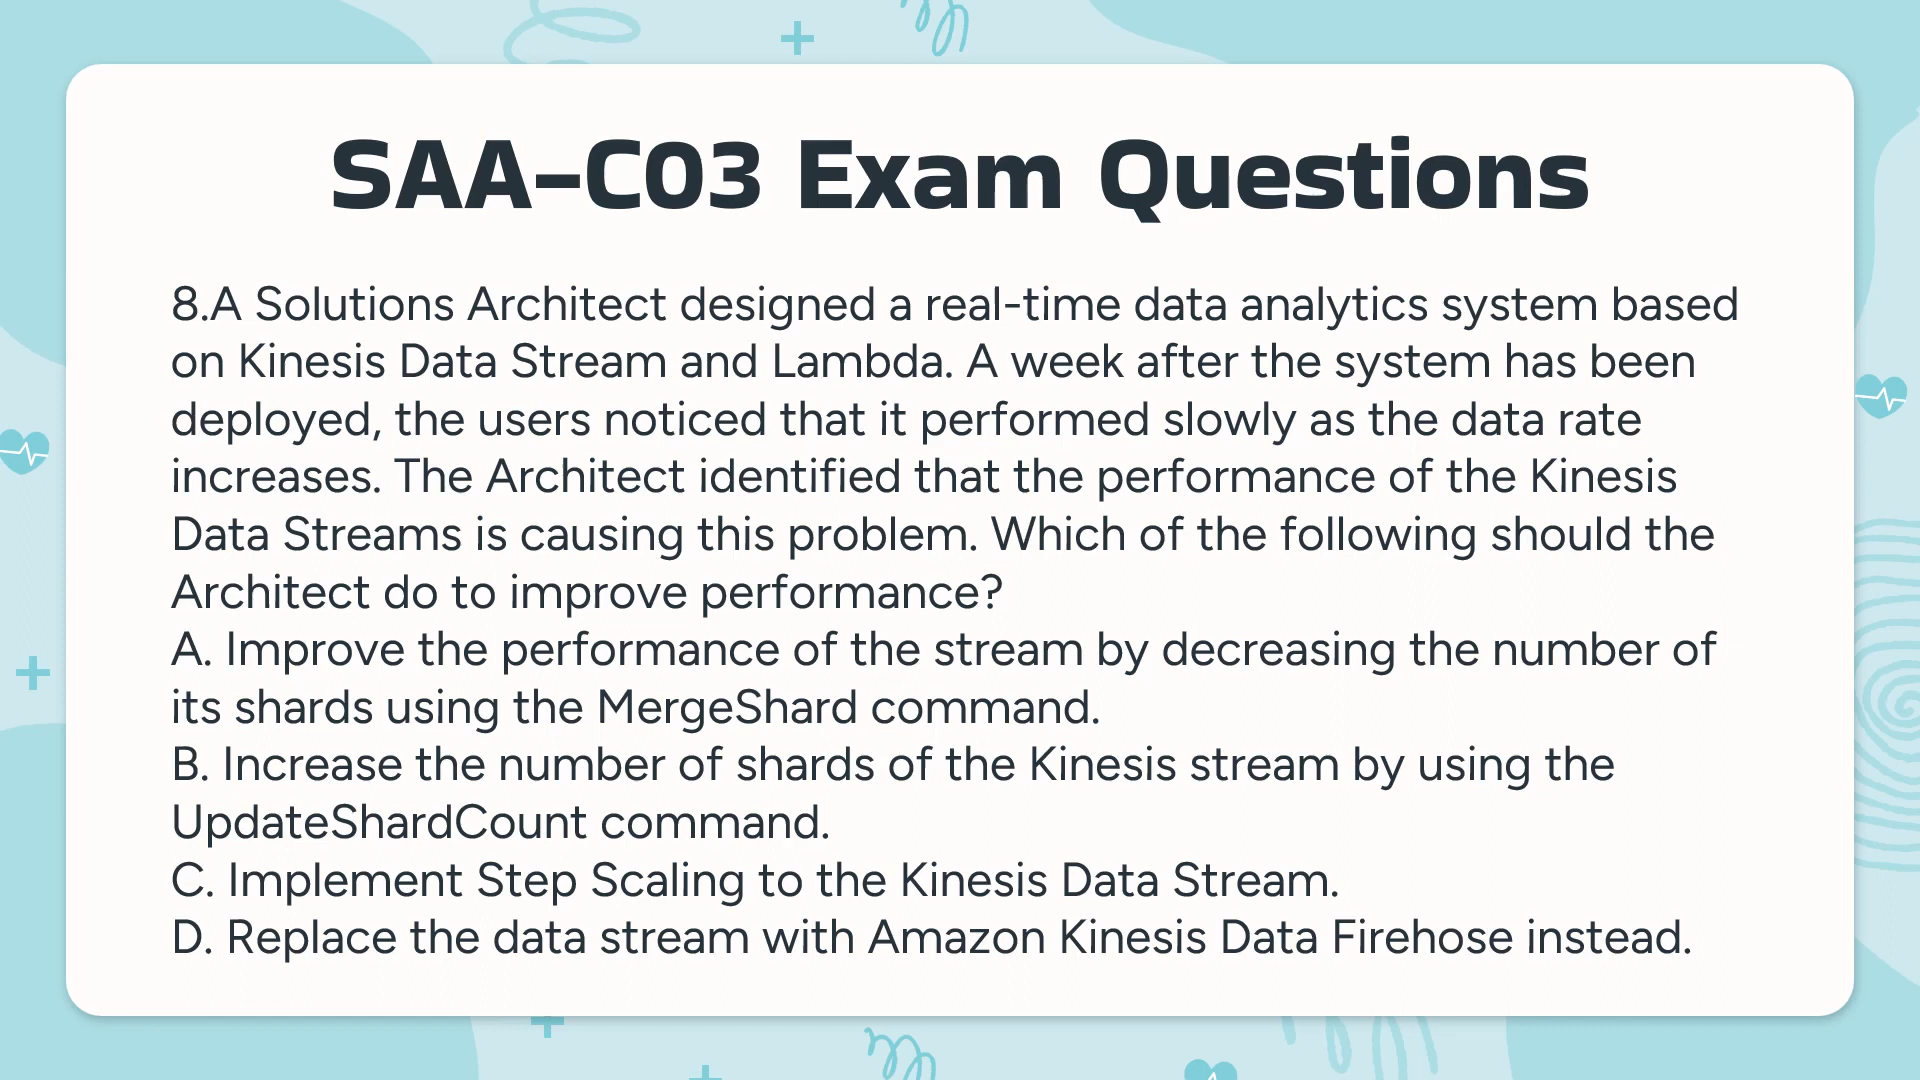 SAA-C03 Exam Questions
8.A Solutions Architect designed a real-time data analytics system based
on Kinesis Data Stream and Lambda. A week after the system has been
deployed, the users noticed that it performed slowly as the data rate
increases. The Architect identified that the performance of the Kinesis
Data Streams is causing this problem. Which of the following should the
Architect do to improve performance?
A. Improve the performance of the stream by decreasing the number of
its shards using the MergeShard command.
B. Increase the number of shards of the Kinesis stream by using the
UpdateShardCount command.
C. Implement Step Scaling to the Kinesis Data Stream.
D. Replace the data stream with Amazon Kinesis Data Firehose instead.